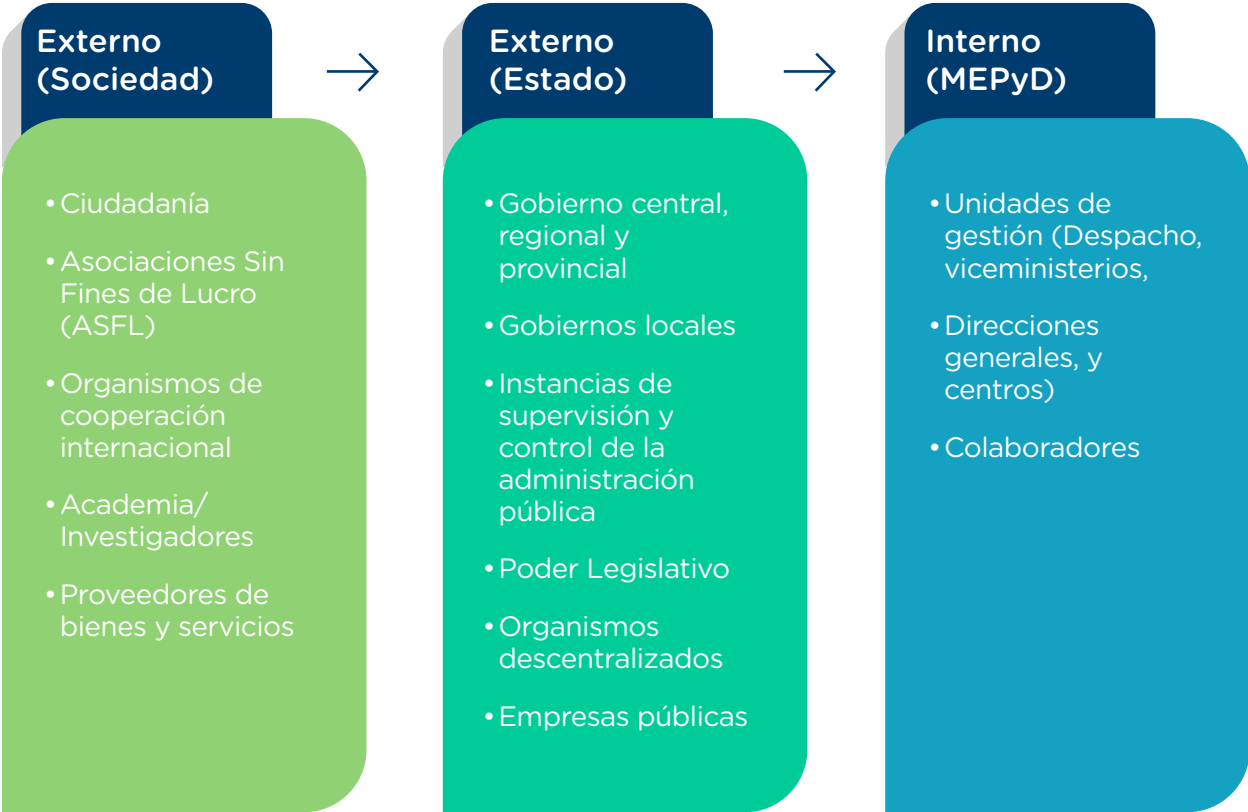 Externo
(Sociedad)
• Ciudadanía
• Asociaciones Sin
Fines de Lucro
(ASFL)
• Organismos de
cooperación
internacional
• Academia/
Investigadores
• Proveedores de
bienes y servicios
Externo
(Estado)
• Gobierno central,
regional y
provincial
• Gobiernos locales
• Instancias de
supervisión y
control de la
administración
pública
• Poder Legislativo
• Organismos
descentralizados
• Empresas públicas
Interno
(MEPyD)
• Unidades de
gestión (Despacho,
viceministerios,
• Direcciones
generales, y
centros)
• Colaboradores